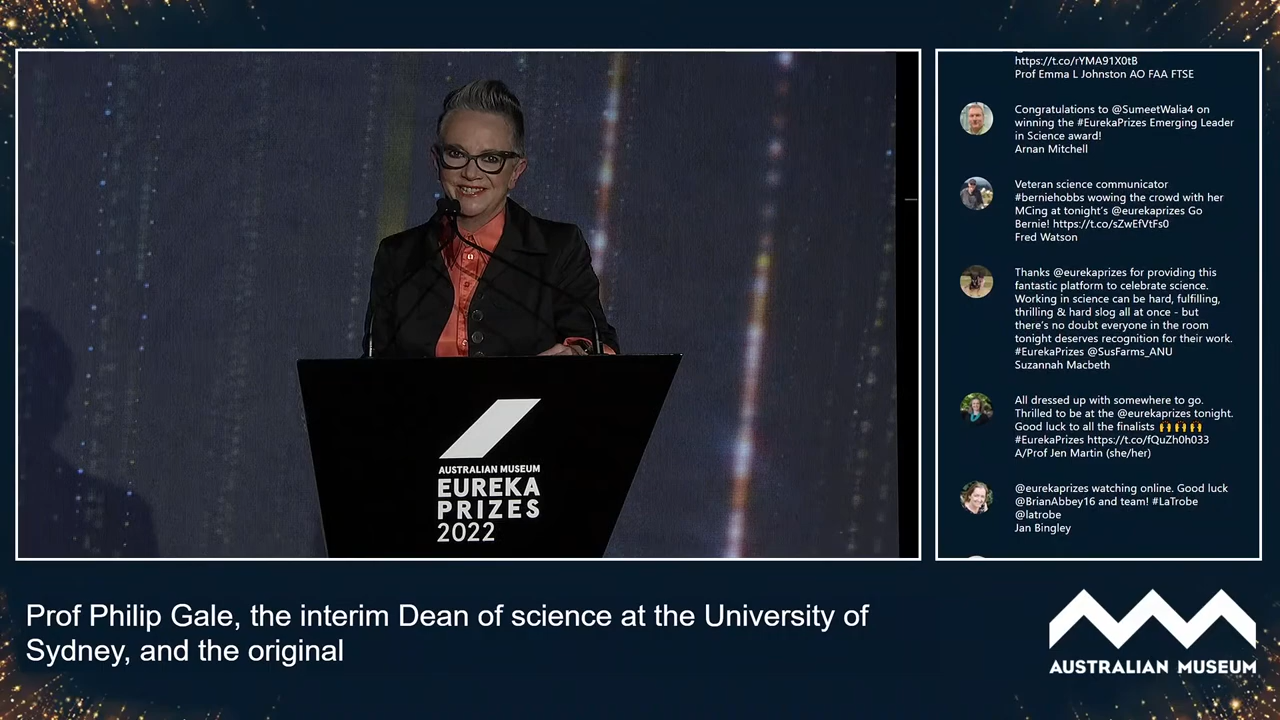 AUSTRALIAN MUSEUM
EUREKA
PRIZES
2022
https://t.co/rYMA91X0tB
Prof Emma L Johnston AO FAA FTSE
Congratulations to @SumeetWalia4 on
winning the #EurekaPrizes Emerging Leader
in Science award!
Arnan Mitchell
Veteran science communicator
#berniehobbs wowing the crowd with her
MCing at tonight's @eurekaprizes Go
Bernie! https://t.co/sZwEfVtFs0
Fred Watson
Thanks @eurekaprizes for providing this
fantastic platform to celebrate science.
Working in science can be hard, fulfilling,
thrilling & hard slog all at once - but
there's no doubt everyone in the room
tonight deserves recognition for their work.
#EurekaPrizes @SusFarms_ANU
Suzannah Macbeth
All dressed up with somewhere to go.
Thrilled to be at the @eurekaprizes tonight.
Good luck to all the finalists 🙌🙌🙌
#EurekaPrizes https://t.co/fQuZh0h033
A/Prof Jen Martin (she/her)
@eurekaprizes watching online. Good luck
@BrianAbbey16 and team! #LaTrobe
@latrobe
Jan Bingley
Prof Philip Gale, the interim Dean of science at the University of
Sydney, and the original
AUSTRALIAN MUSEUM